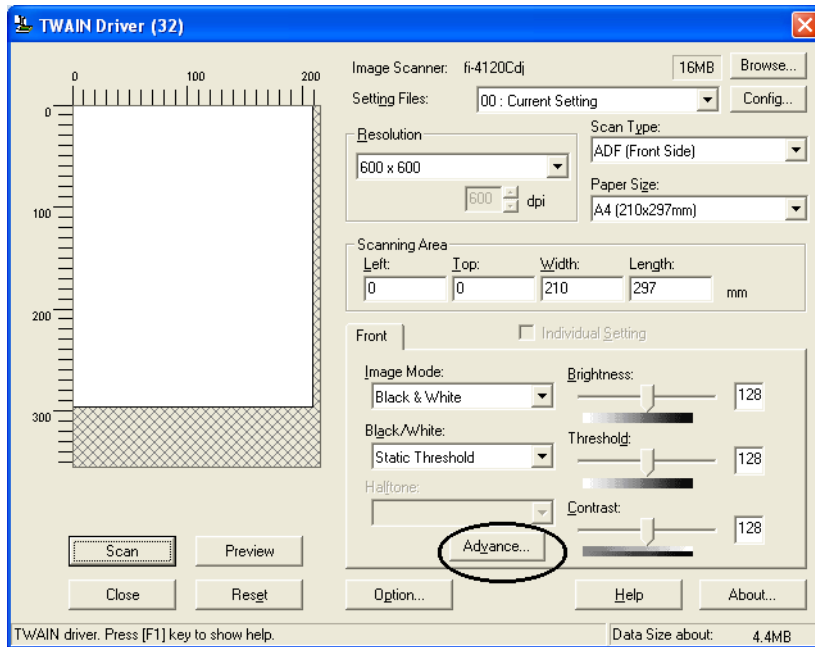 TWAIN Driver (32)
0 100 200
0
100
200
300
Image Scanner: fi-4120Cdj 16MB Browse...
Setting Files: 00 : Current Setting Config...
Resolution
600 x 600
600 dpi
Scan Type:
ADF (Front Side)
Paper Size:
A4 (210x297mm)
Scanning Area
Left: Top: Width: Length:
0 0 210 297 mm
Front Individual Setting
Image Mode:
Black & White
Black/White:
Static Threshold
Halftone:
Advance...
Brightness:
128
Threshold:
128
Contrast:
128
Scan Preview
Close Reset Option... Help About...
TWAIN driver. Press [F1] key to show help. Data Size about: 4.4MB